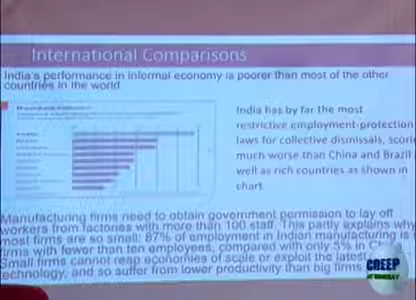 International Comparisons
India's performance in informal economy is poorer than most of the other
countries in the world
India has by far the most
restrictive employment-protection
laws for collective dismissals, scorin
much worse than China and Brazil
well as rich countries as shown in
chart
Manufacturing firms need to obtain government permission to lay off
workers from factories with more than 100 staff. This partly explains why
most firms are so small: 87% of employment in Indian manufacturing is i
firms with fewer than ten employees, compared with only 5% in C
Small firms cannot reap economies of scale or exploit the latest
technology, and so suffer from lower productivity than big firms
CDEEP
IIT BOMBAY